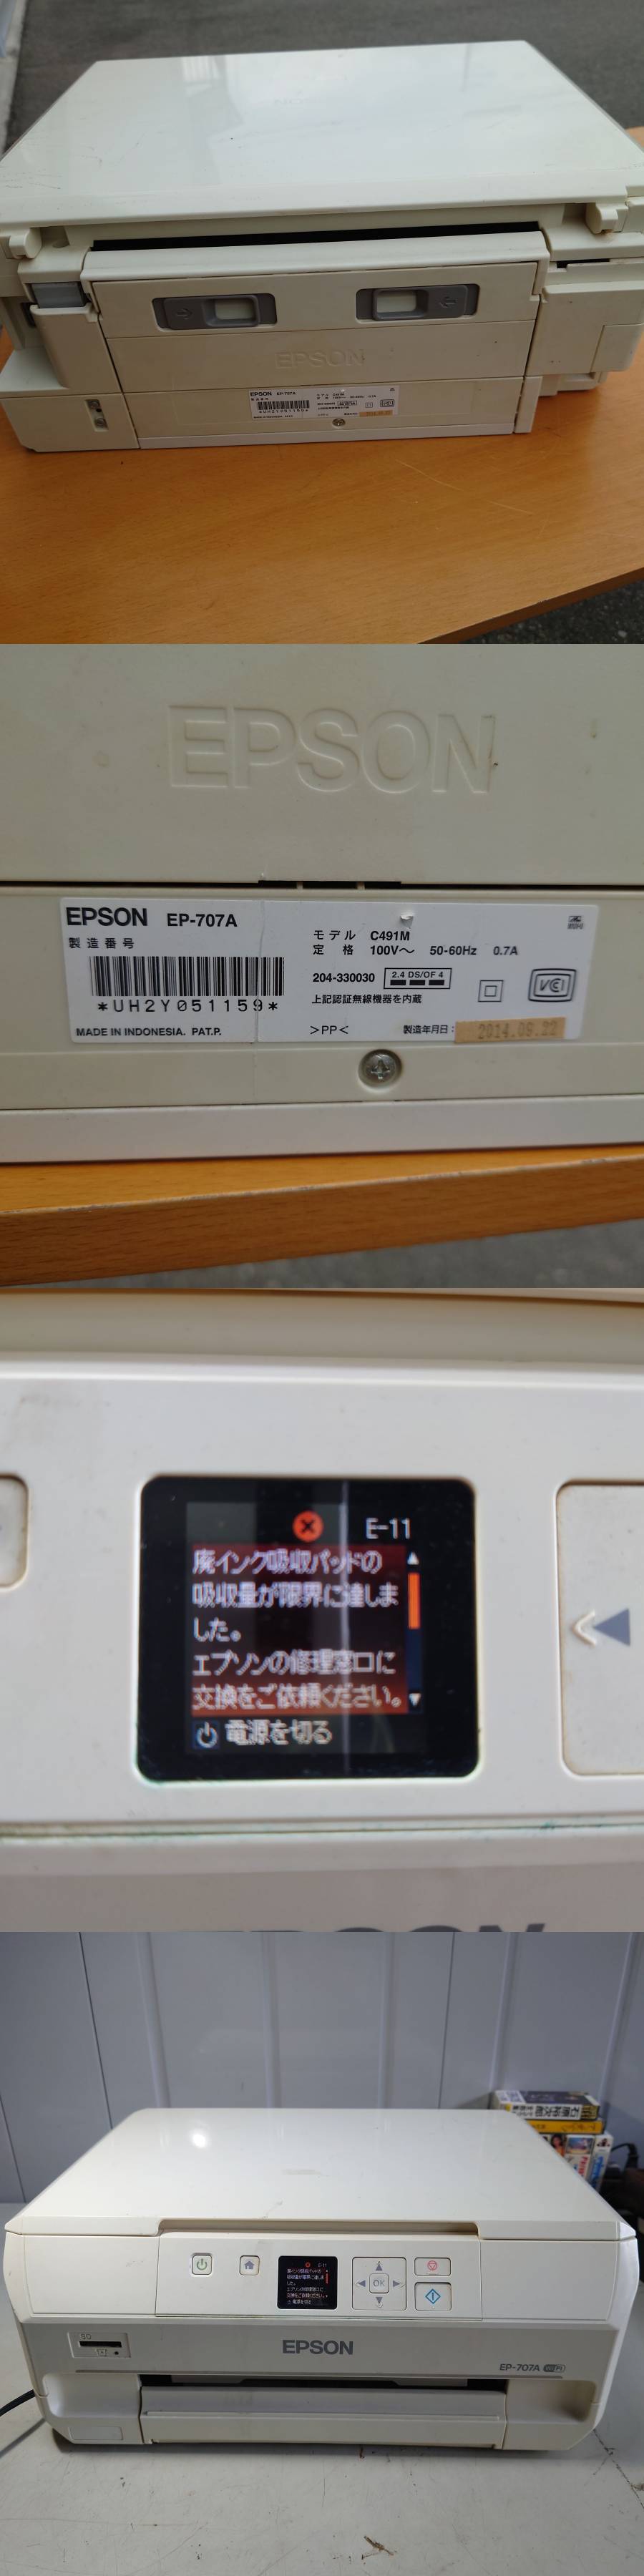 EPSON
EPSON EP-707A
EPSON
EPSON EP-707A
製造番号
*UH2Y051159*
MADE IN INDONESIA. PAT.P.
モデル C491M
定 格 100V～ 50-60Hz 0.7A
204-330030 2.4 DS/OF 4
上記認証無線機器を内蔵
>PP<
製造年月日: 2014.09.22
VCI
E-11
廃インク吸収パッドの
吸収量が限界に達しま
した。
エプソンの修理窓口に
交換をご依頼ください。
電源を切る
OK
EPSON
EP-707A